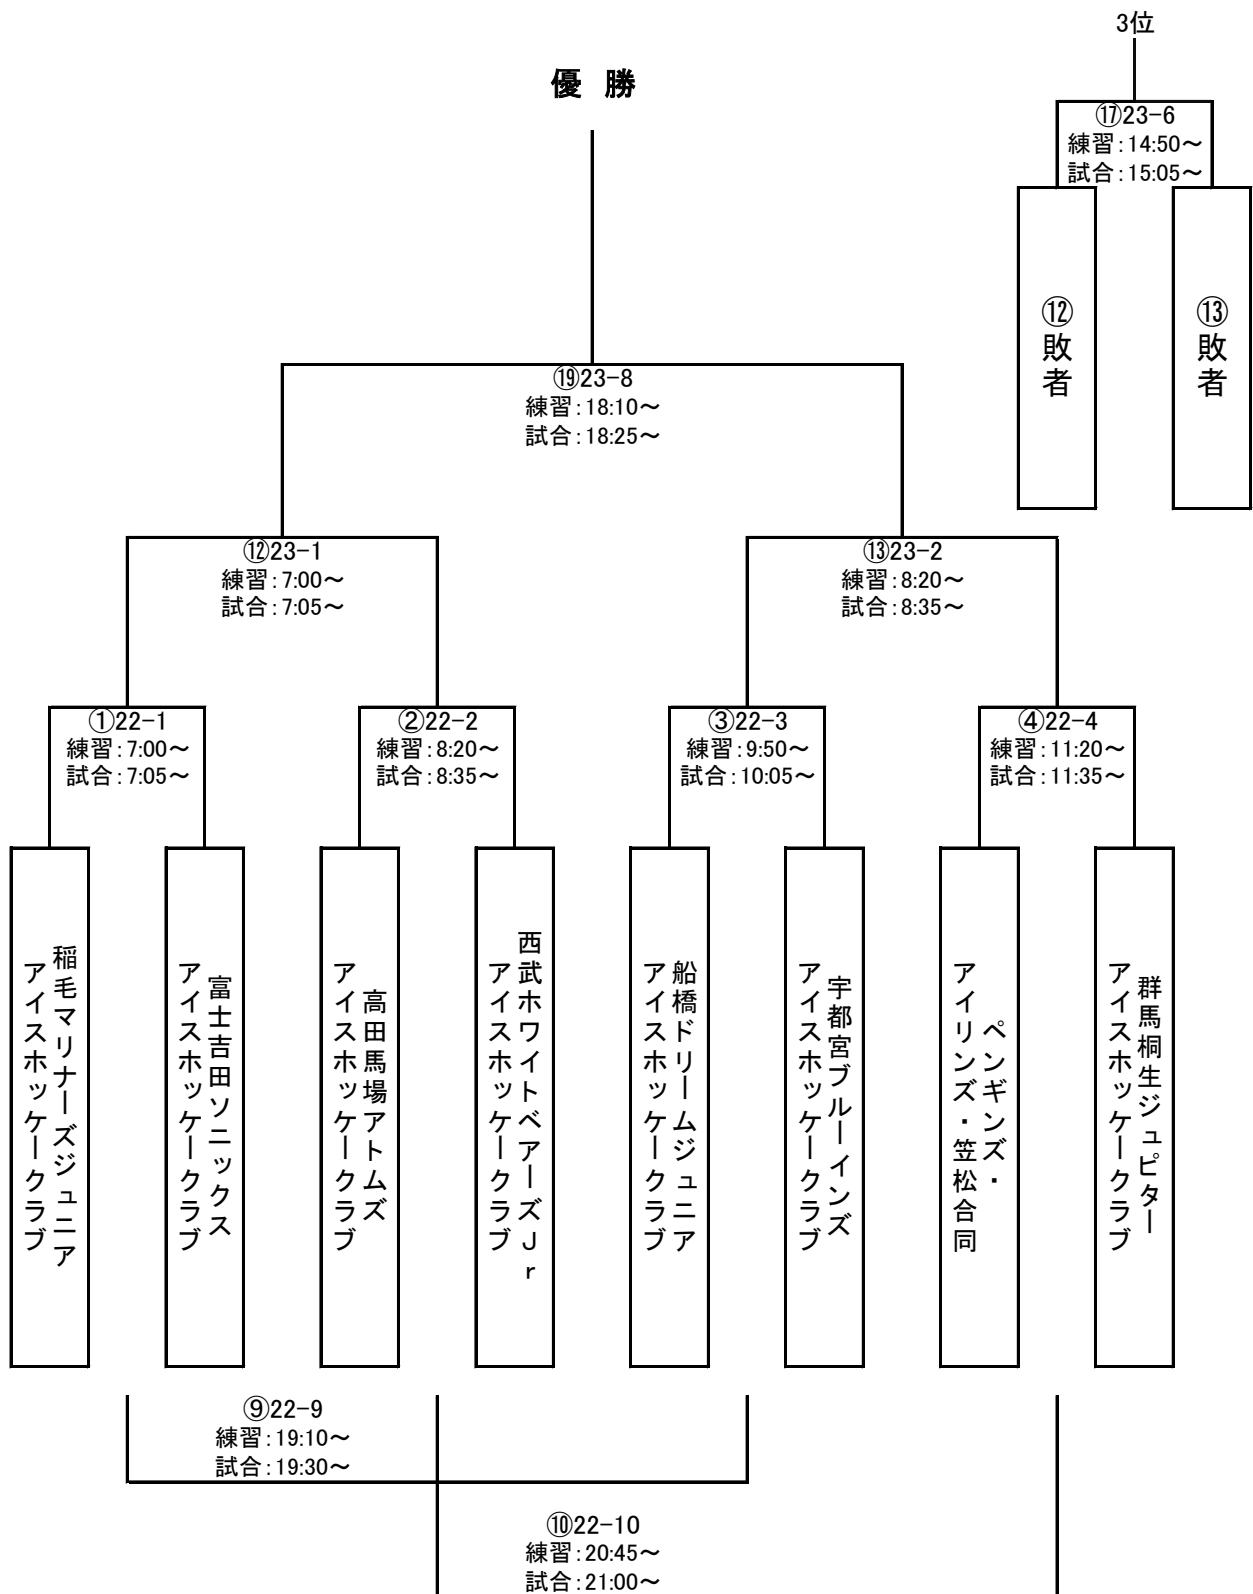 3位
優 勝
⑰23-6
練習:14:50～
試合:15:05～
⑫敗者
⑬敗者
⑲23-8
練習:18:10～
試合:18:25～
⑫23-1
練習:7:00～
試合:7:05～
⑬23-2
練習:8:20～
試合:8:35～
①22-1
練習:7:00～
試合:7:05～
②22-2
練習:8:20～
試合:8:35～
③22-3
練習:9:50～
試合:10:05～
④22-4
練習:11:20～
試合:11:35～
稲毛マリナーズジュニア
アイスホッケークラブ
富士吉田ソニックス
アイスホッケークラブ
高田馬場アトムズ
アイスホッケークラブ
西武ホワイトベアーズJr
アイスホッケークラブ
船橋ドリームジュニア
アイスホッケークラブ
宇都宮ブルーインズ
アイスホッケークラブ
ペンギンズ・
アイリンズ・笠松合同
群馬桐生ジュピター
アイスホッケークラブ
⑨22-9
練習:19:10～
試合:19:30～
⑩22-10
練習:20:45～
試合:21:00～